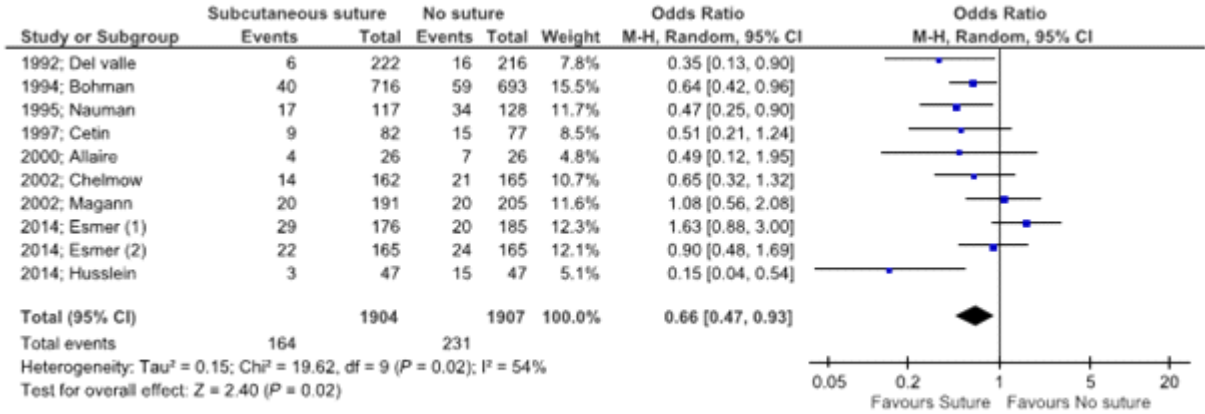 Subcutaneous suture No suture Odds Ratio Odds Ratio
Study or Subgroup Events Total Events Total Weight M-H, Random, 95% CI M-H, Random, 95% CI
1992; Del valle 6 222 16 216 7.8% 0.35 [0.13, 0.90]
1994; Bohman 40 716 59 693 15.5% 0.64 [0.42, 0.96]
1995; Nauman 17 117 34 128 11.7% 0.47 [0.25, 0.90]
1997; Cetin 9 82 15 77 8.5% 0.51 [0.21, 1.24]
2000; Allaire 4 26 7 26 4.8% 0.49 [0.12, 1.95]
2002; Chelmow 14 162 21 165 10.7% 0.65 [0.32, 1.32]
2002; Magann 20 191 20 205 11.6% 1.08 [0.56, 2.08]
2014; Esmer (1) 29 176 20 185 12.3% 1.63 [0.88, 3.00]
2014; Esmer (2) 22 165 24 165 12.1% 0.90 [0.48, 1.69]
2014; Husslein 3 47 15 47 5.1% 0.15 [0.04, 0.54]
Total (95% CI) 1904 1907 100.0% 0.66 [0.47, 0.93]
Total events 164 231
Heterogeneity: Tau² = 0.15; Chi² = 19.62, df = 9 (P = 0.02); I² = 54%
Test for overall effect: Z = 2.40 (P = 0.02)
0.05 0.2 1 5 20
Favours Suture Favours No suture